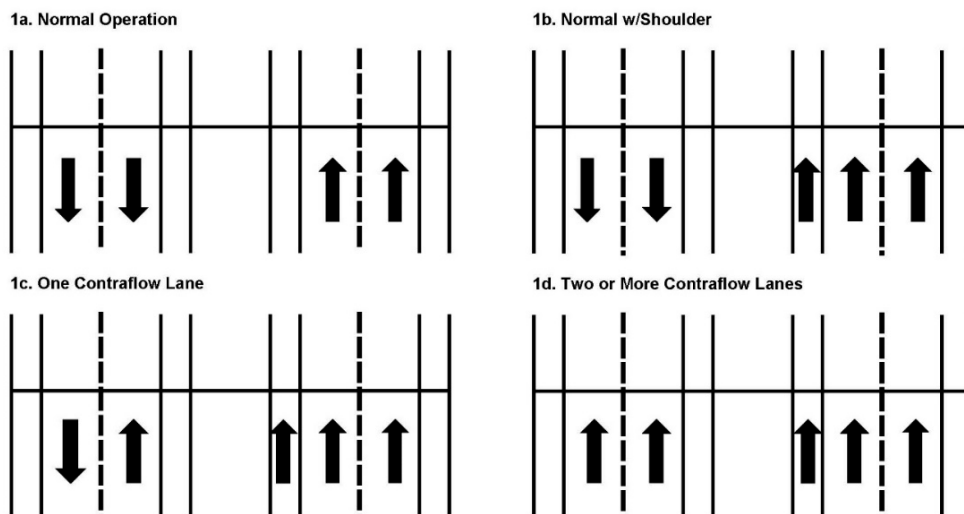 1a. Normal Operation
1b. Normal w/Shoulder
1c. One Contraflow Lane
1d. Two or More Contraflow Lanes